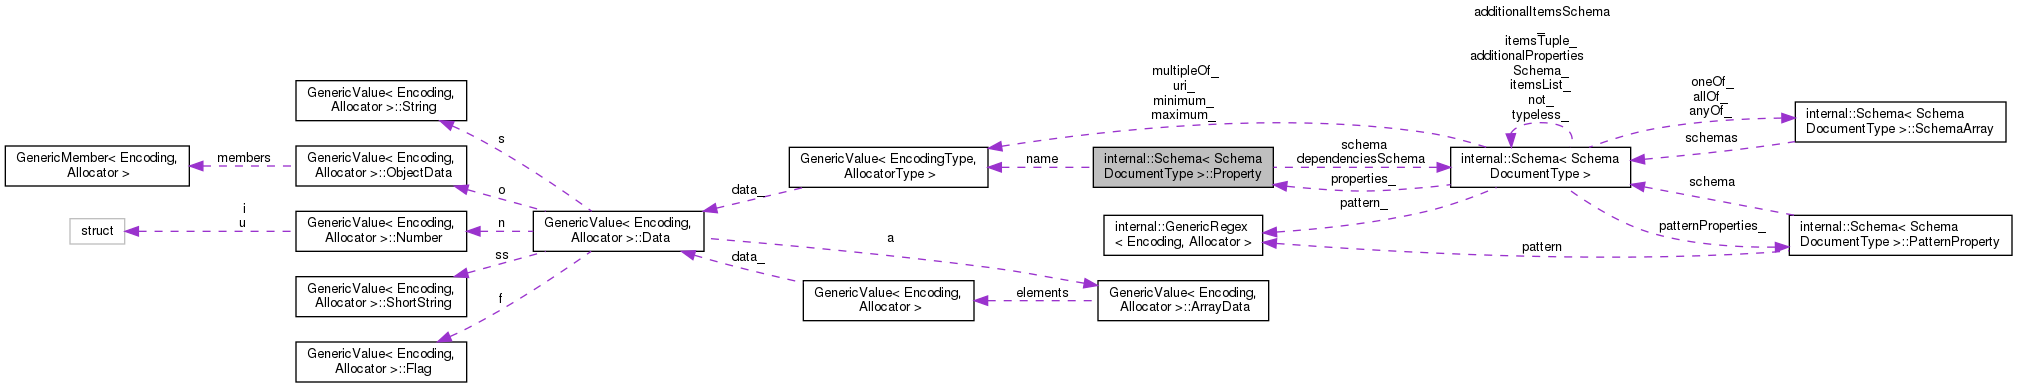 additionalItemsSchema
_
itemsTuple_
additionalProperties
Schema_
itemsList_
not_
typeless_
multipleOf_
uri_
minimum_
maximum_
oneOf_
allOf_
anyOf_
GenericValue< Encoding,
Allocator >::String
s
internal::Schema< Schema
DocumentType >::SchemaArray
schemas
GenericMember< Encoding,
Allocator >
members
GenericValue< Encoding,
Allocator >::ObjectData
o
GenericValue< EncodingType,
AllocatorType >
name
internal::Schema< Schema
DocumentType >::Property
schema
dependenciesSchema
properties_
internal::Schema< Schema
DocumentType >
schema
data_
pattern_
struct
i
u
GenericValue< Encoding,
Allocator >::Number
n
GenericValue< Encoding,
Allocator >::Data
a
internal::GenericRegex
< Encoding, Allocator >
patternProperties_
pattern
internal::Schema< Schema
DocumentType >::PatternProperty
ss
data_
GenericValue< Encoding,
Allocator >::ShortString
f
GenericValue< Encoding,
Allocator >
elements
GenericValue< Encoding,
Allocator >::ArrayData
GenericValue< Encoding,
Allocator >::Flag